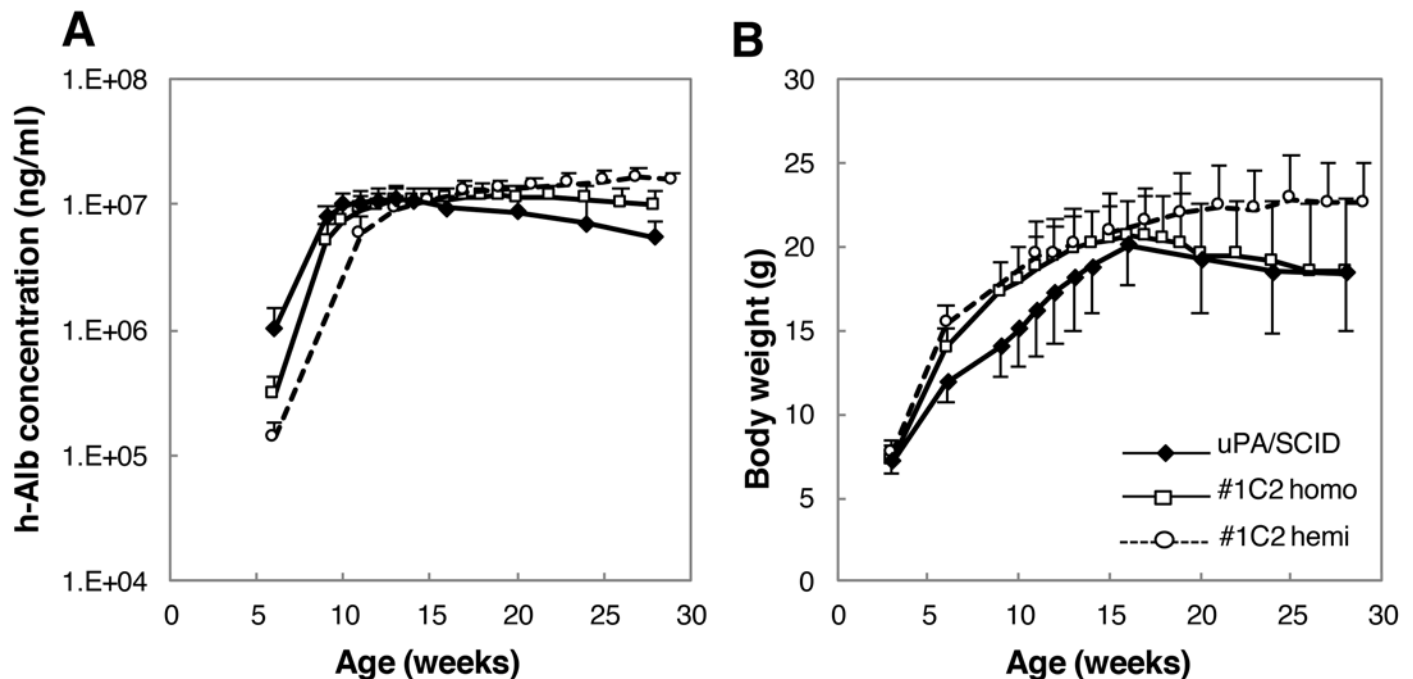 A
h-Alb concentration (ng/ml)
1.E+08
1.E+07
1.E+06
1.E+05
1.E+04
0 5 10 15 20 25 30
Age (weeks)
B
Body weight (g)
30
25
20
15
10
5
0
uPA/SCID
#1C2 homo
#1C2 hemi
0 5 10 15 20 25 30
Age (weeks)